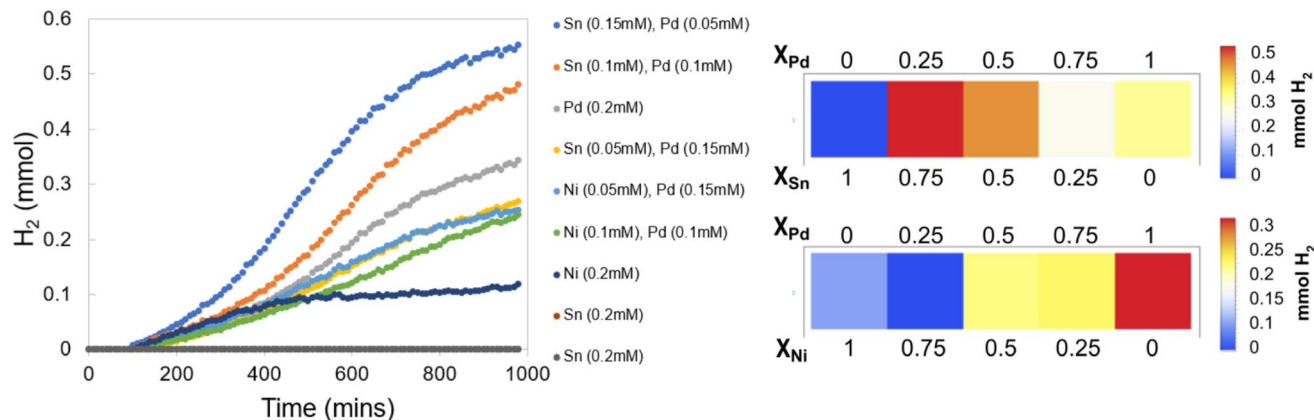 H2 (mmol)
0.6
0.5
0.4
0.3
0.2
0.1
0
0 200 400 600 800 1000
Time (mins)
Sn (0.15mM), Pd (0.05mM)
Sn (0.1mM), Pd (0.1mM)
Pd (0.2mM)
Sn (0.05mM), Pd (0.15mM)
Ni (0.05mM), Pd (0.15mM)
Ni (0.1mM), Pd (0.1mM)
Ni (0.2mM)
Sn (0.2mM)
Sn (0.2mM)
XPd 0 0.25 0.5 0.75 1
XSn 1 0.75 0.5 0.25 0
0.5
0.4
0.3
0.2
0.1
0
mmol H2
XPd 0 0.25 0.5 0.75 1
XNi 1 0.75 0.5 0.25 0
0.3
0.25
0.2
0.15
0.1
0
mmol H2